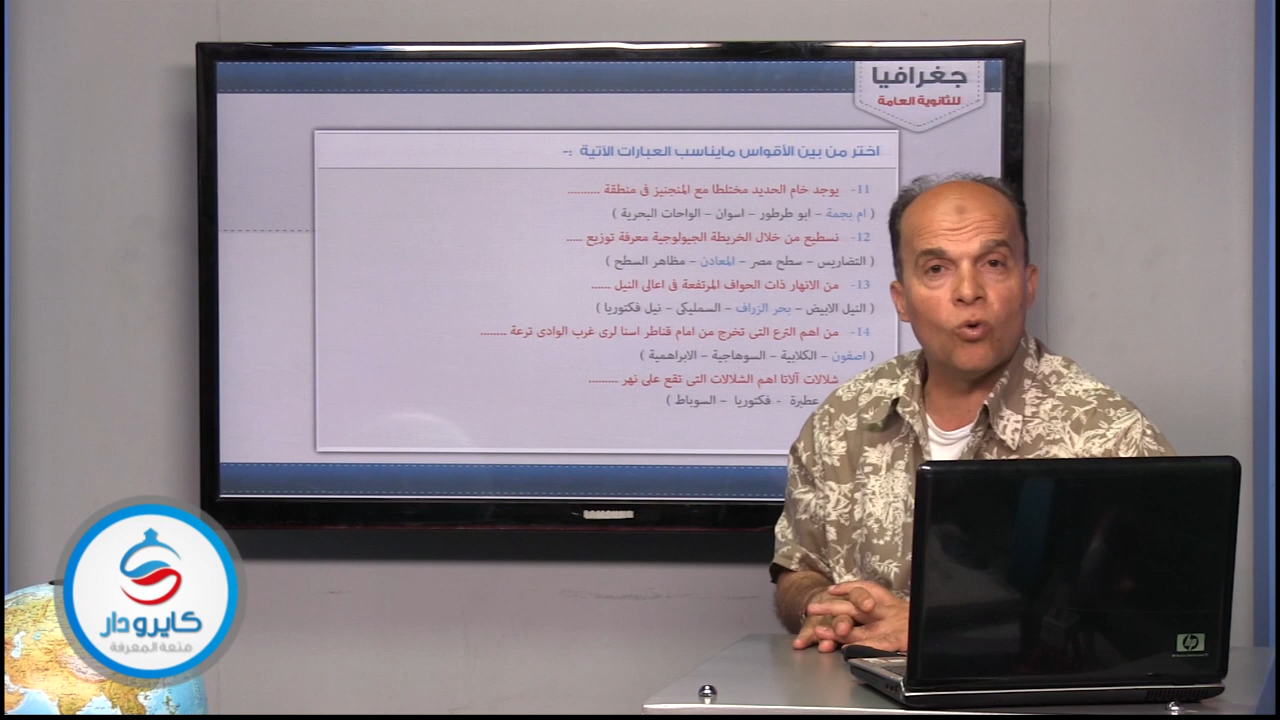 جغرافيا
للثانوية العامة
اختر من بين الأقواس مايناسب العبارات الآتية :-
11- يوجد خام الحديد مختلطا مع المنجنيز فى منطقة ..........
( ام بجمة – ابو طرطور – اسوان – الواحات البحرية )
12- نسطيع من خلال الخريطة الجيولوجية معرفة توزيع .....
( التضاريس – سطح مصر – المعادن – مظاهر السطح )
13- من الانهار ذات الحواف المرتفعة فى اعالى النيل ......
( النيل الابيض – بحر الزراف – السمليكى – نيل فكتوريا )
14- من اهم الترع التى تخرج من امام قناطر اسنا لرى غرب الوادى ترعة ........
( اصفون – الكلابية – السوهاجية – الابراهمية )
شلالات آلاتا اهم الشلالات التى تقع على نهر .........
عطبرة - فكتوريا – السوباط )
SAMSUNG
كايرو دار
متعة المعرفة
hp